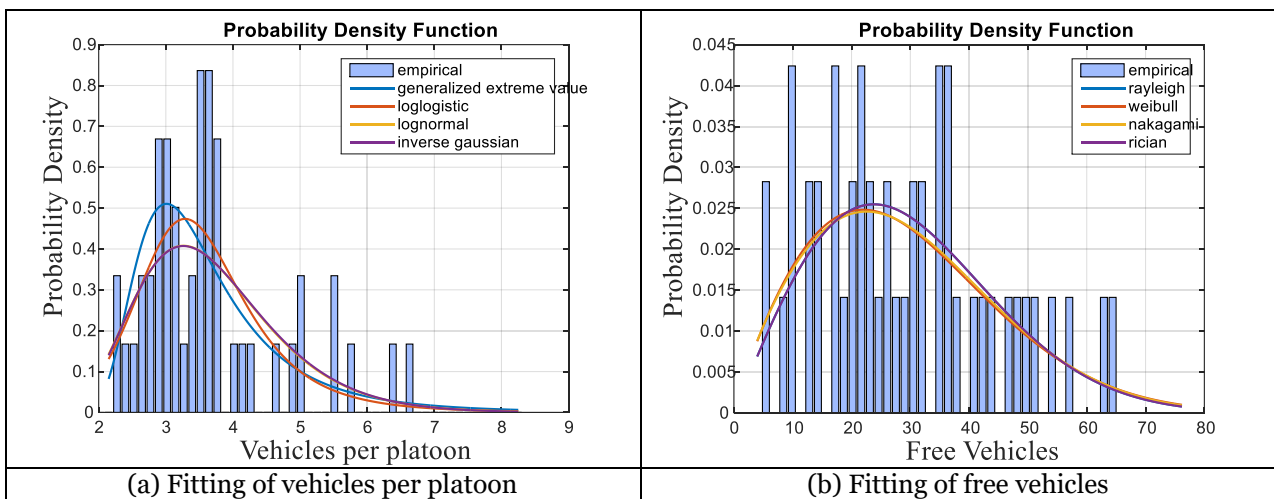 Probability Density Function
0.9
0.8
0.7
0.6
0.5
0.4
0.3
0.2
0.1
0
Probability Density
empirical
generalized extreme value
loglogistic
lognormal
inverse gaussian
2 3 4 5 6 7 8 9
Vehicles per platoon
(a) Fitting of vehicles per platoon
Probability Density Function
0.045
0.04
0.035
0.03
0.025
0.02
0.015
0.01
0.005
0
Probability Density
empirical
rayleigh
weibull
nakagami
rician
0 10 20 30 40 50 60 70 80
Free Vehicles
(b) Fitting of free vehicles